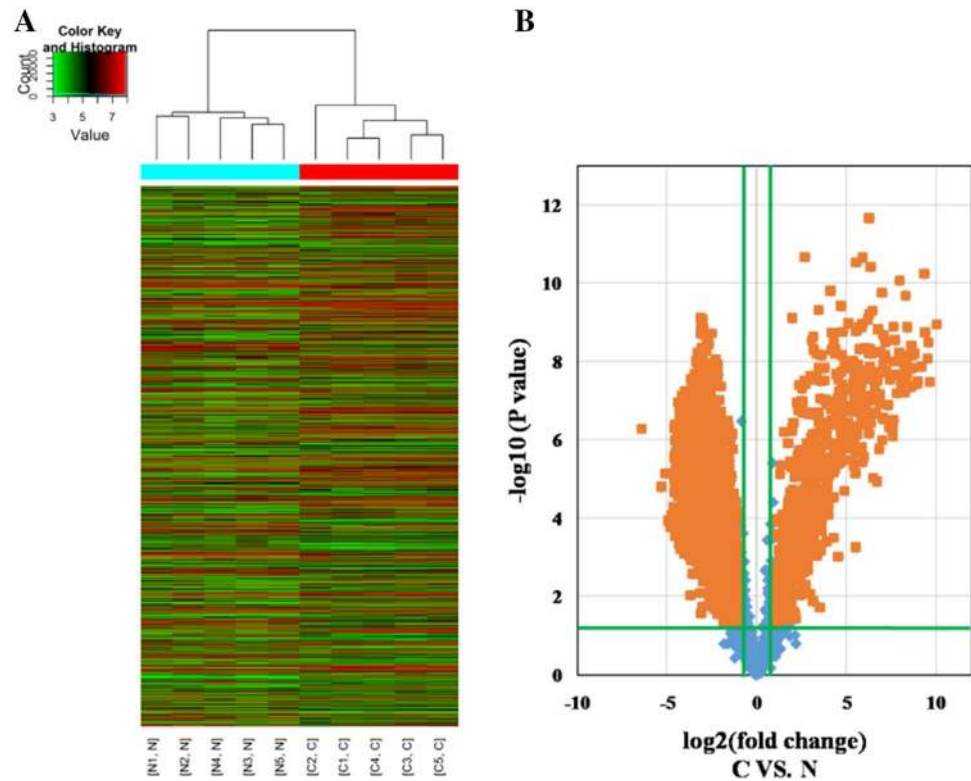 A
Color Key
and Histogram
Count
0 20000
3 5 7
Value
[N1, N]
[N2, N]
[N4, N]
[N3, N]
[N5, N]
[C2, C]
[C1, C]
[C4, C]
[C3, C]
[C5, C]
B
-log10 (P value)
12
10
8
6
4
2
0
-10 -5 0 5 10
log2(fold change)
C VS. N